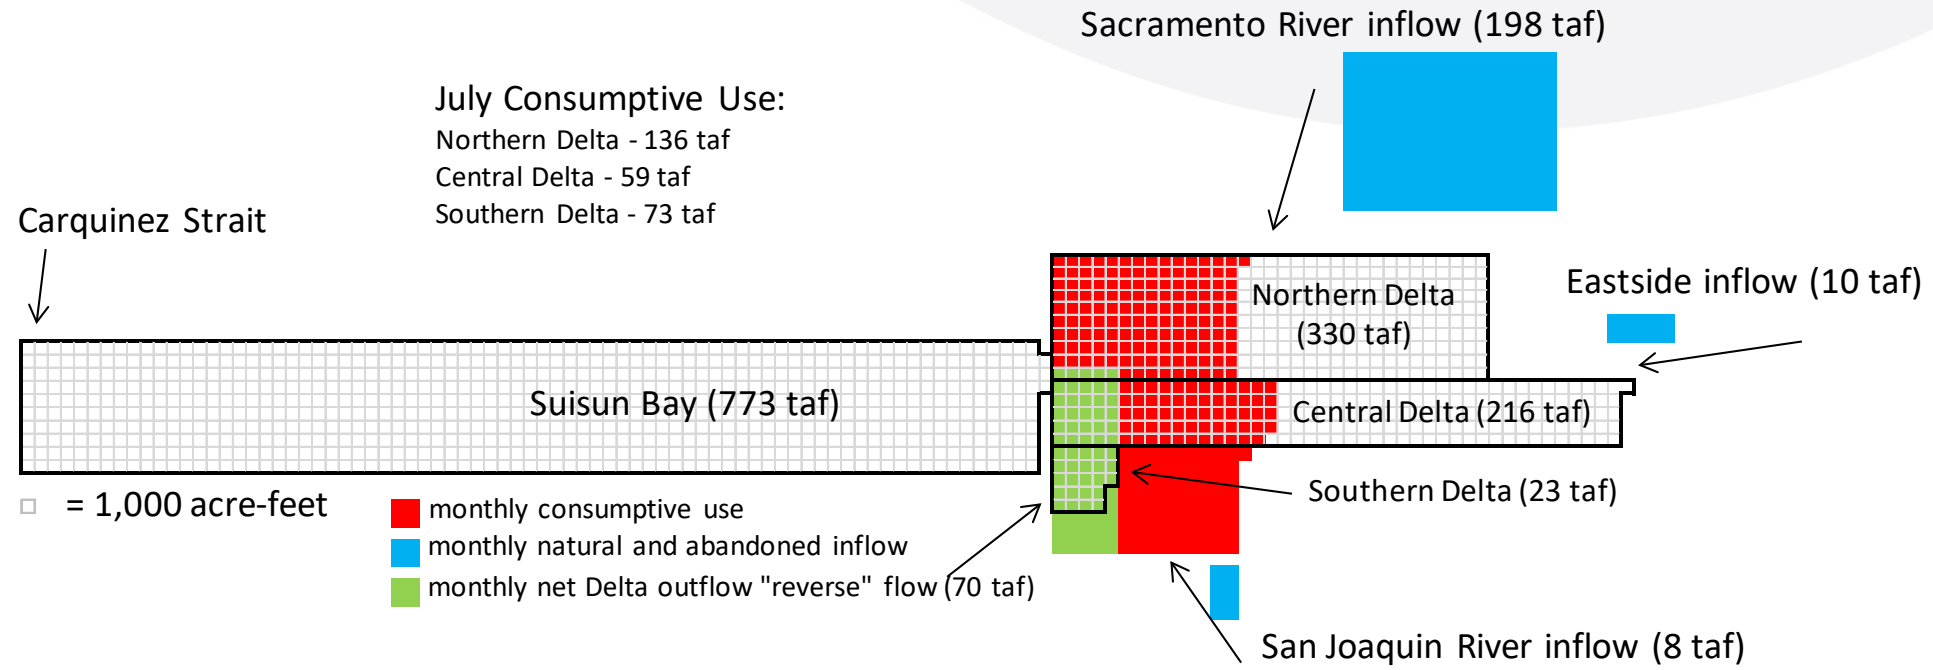 Sacramento River inflow (198 taf)
July Consumptive Use:
Northern Delta - 136 taf
Central Delta - 59 taf
Southern Delta - 73 taf
Carquinez Strait
Eastside inflow (10 taf)
Northern Delta
(330 taf)
Suisun Bay (773 taf)
Central Delta (216 taf)
Southern Delta (23 taf)
= 1,000 acre-feet
monthly consumptive use
monthly natural and abandoned inflow
monthly net Delta outflow "reverse" flow (70 taf)
San Joaquin River inflow (8 taf)